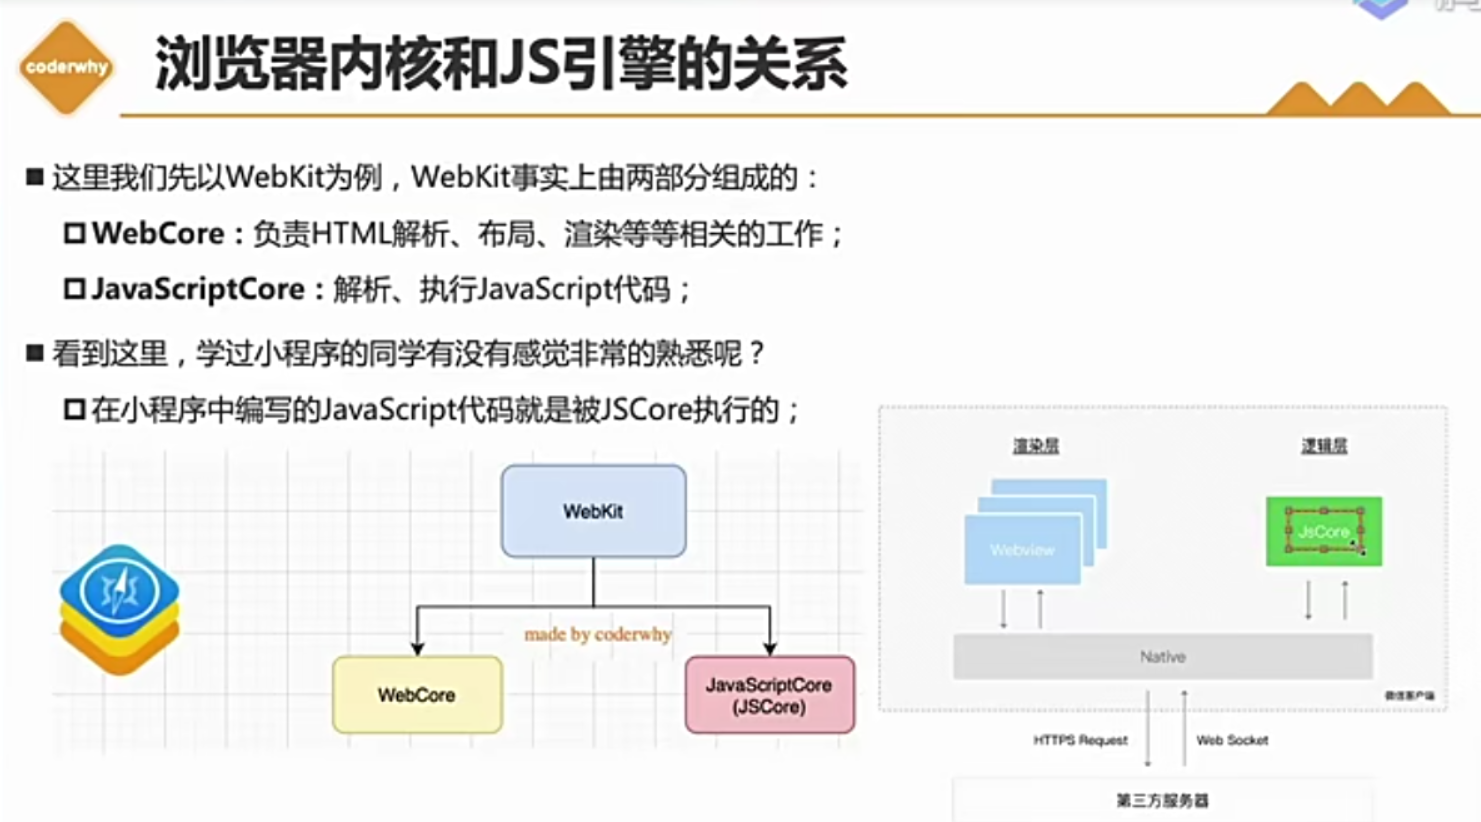 coderwhy
浏览器内核和JS引擎的关系
这里我们先以WebKit为例，WebKit事实上由两部分组成的：
WebCore：负责HTML解析、布局、渲染等等相关的工作；
JavaScriptCore：解析、执行JavaScript代码；
看到这里，学过小程序的同学有没有感觉非常的熟悉呢？
在小程序中编写的JavaScript代码就是被JSCore执行的；
WebKit
made by coderwhy
WebCore
JavaScriptCore
(JSCore)
渲染层
逻辑层
Webview
JsCore
Native
微信客户端
HTTPS Request
Web Socket
第三方服务器